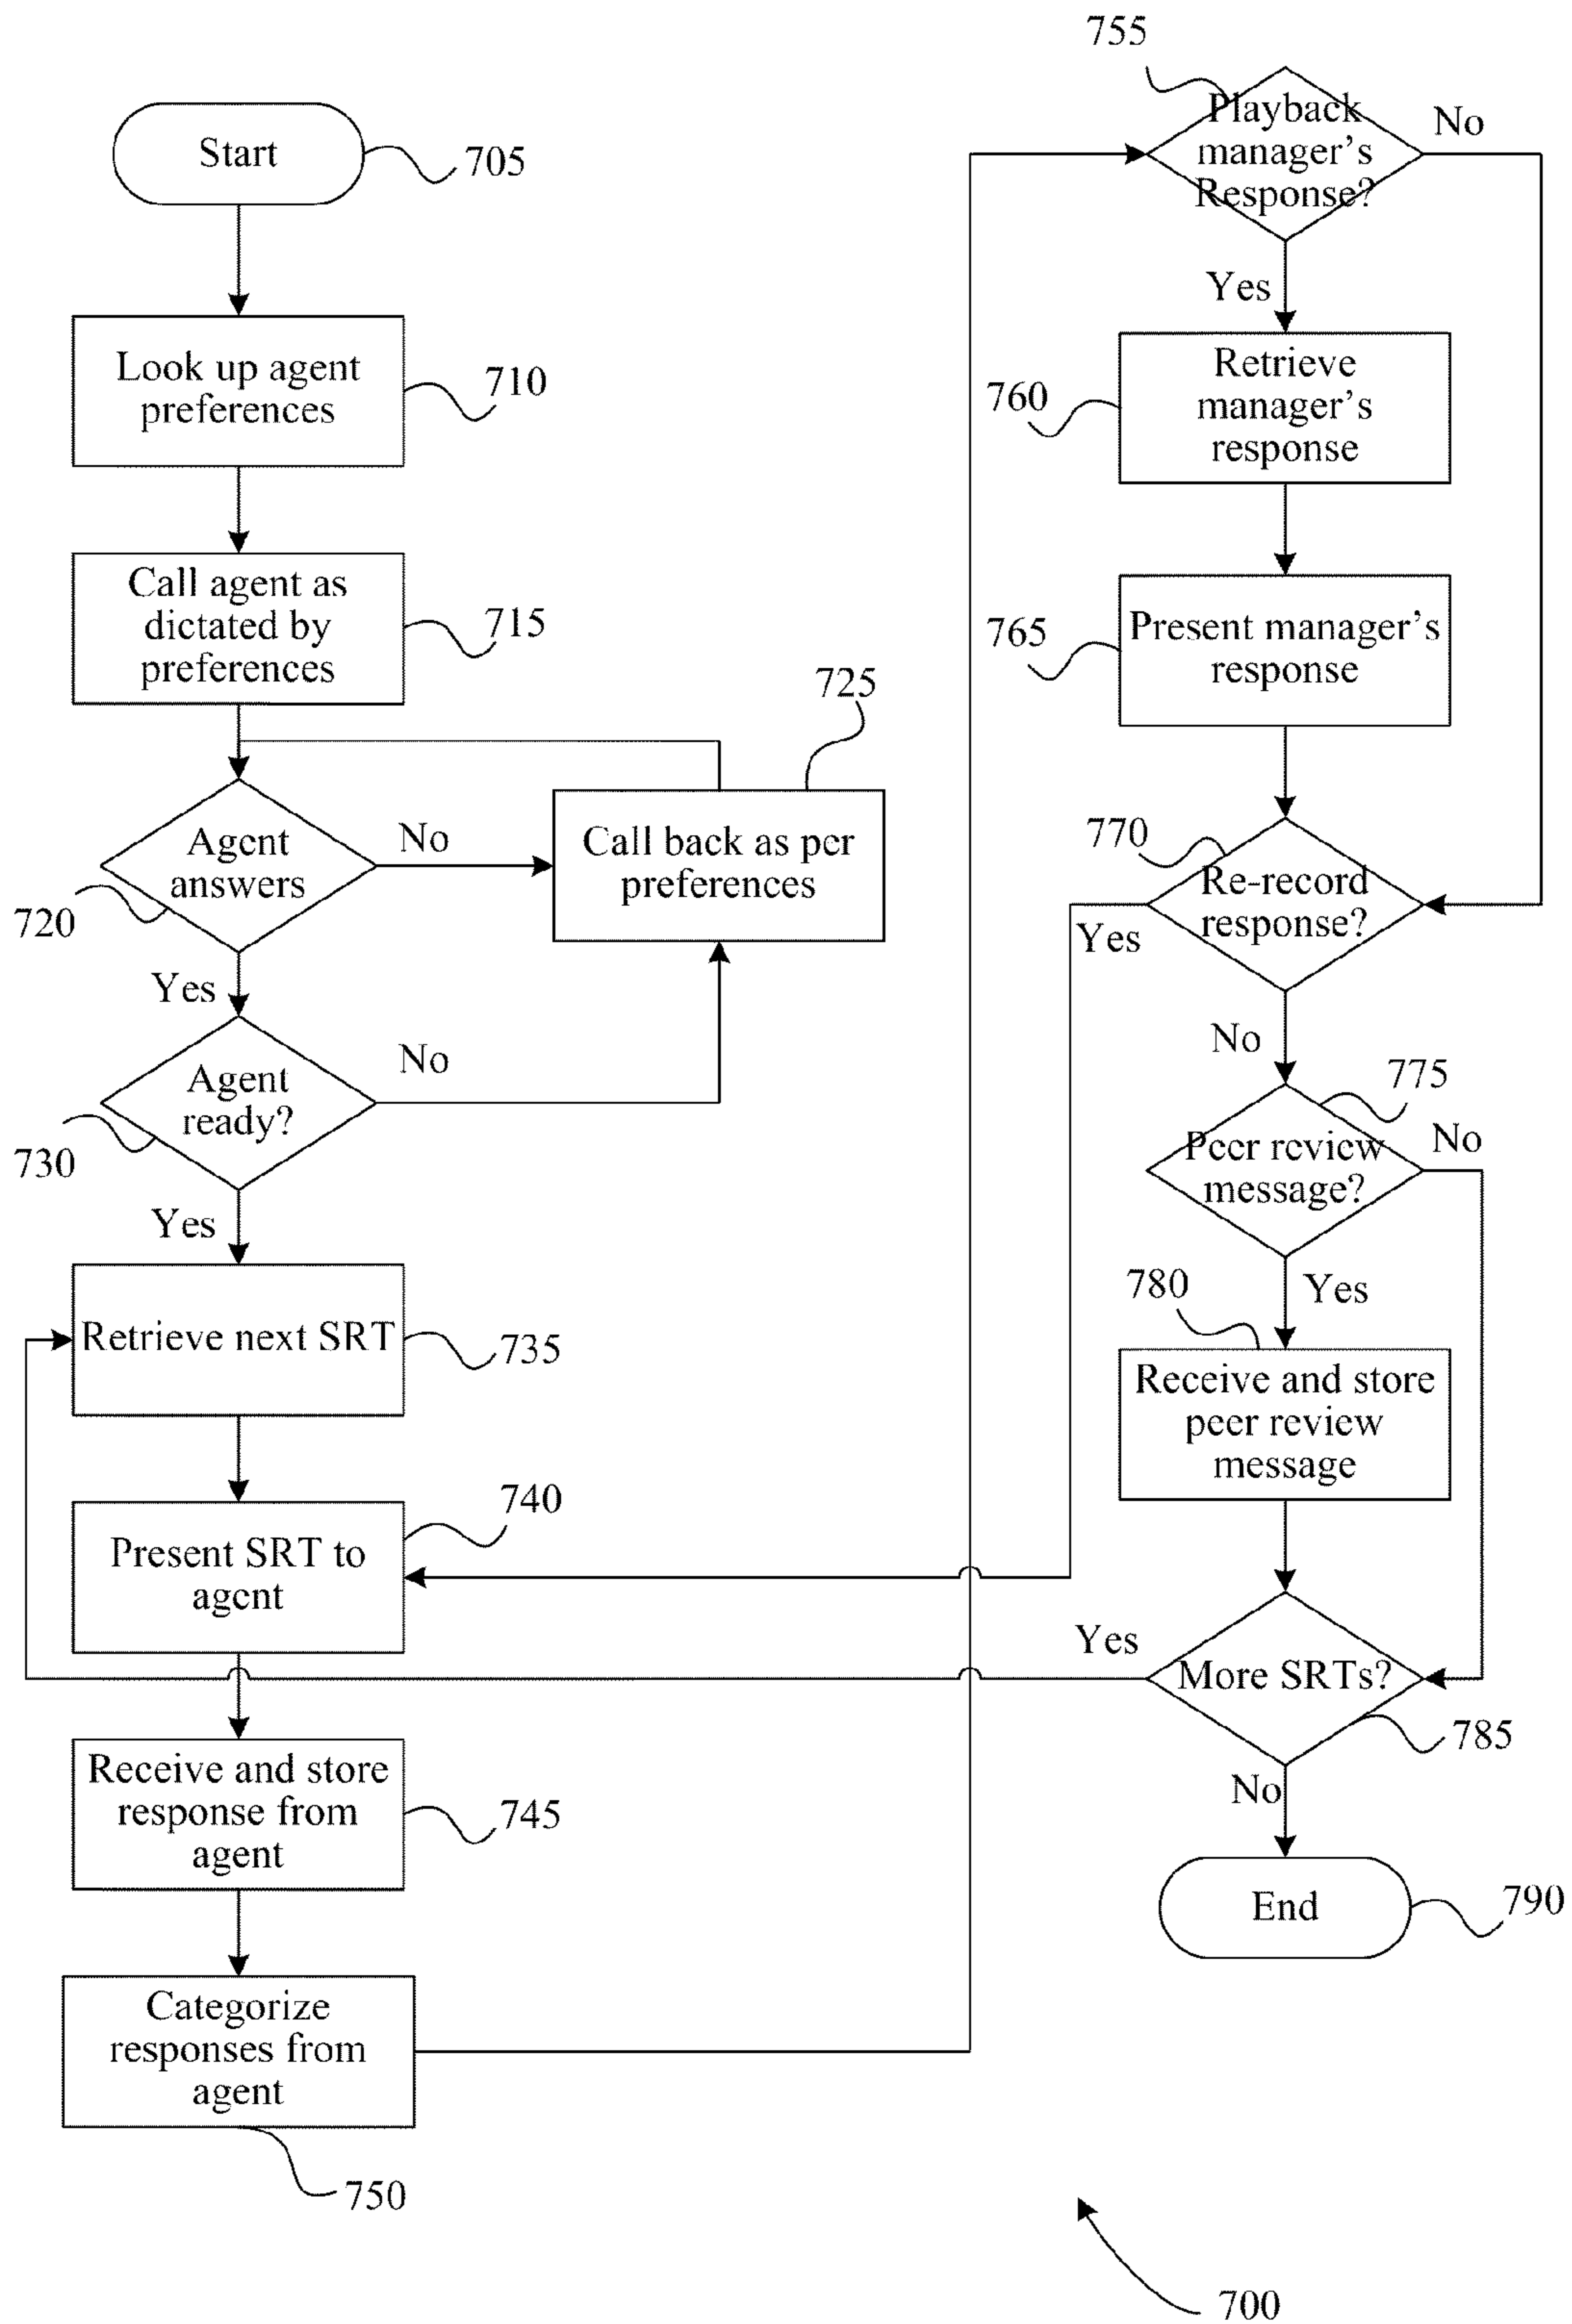 Start
705
Look up agent
preferences
710
Call agent as
dictated by
preferences
715
725
Agent
answers
No
Call back as per
preferences
720
Yes
Agent
ready?
No
730
Yes
Retrieve next SRT
735
740
Present SRT to
agent
Receive and store
response from
agent
745
Categorize
responses from
agent
750
755
Playback
manager's
Response?
No
Yes
760
Retrieve
manager's
response
765
Present manager's
response
770
Re-record
response?
Yes
No
775
Peer review
message?
No
780
Yes
Receive and store
peer review
message
Yes
More SRTs?
785
No
End
790
700